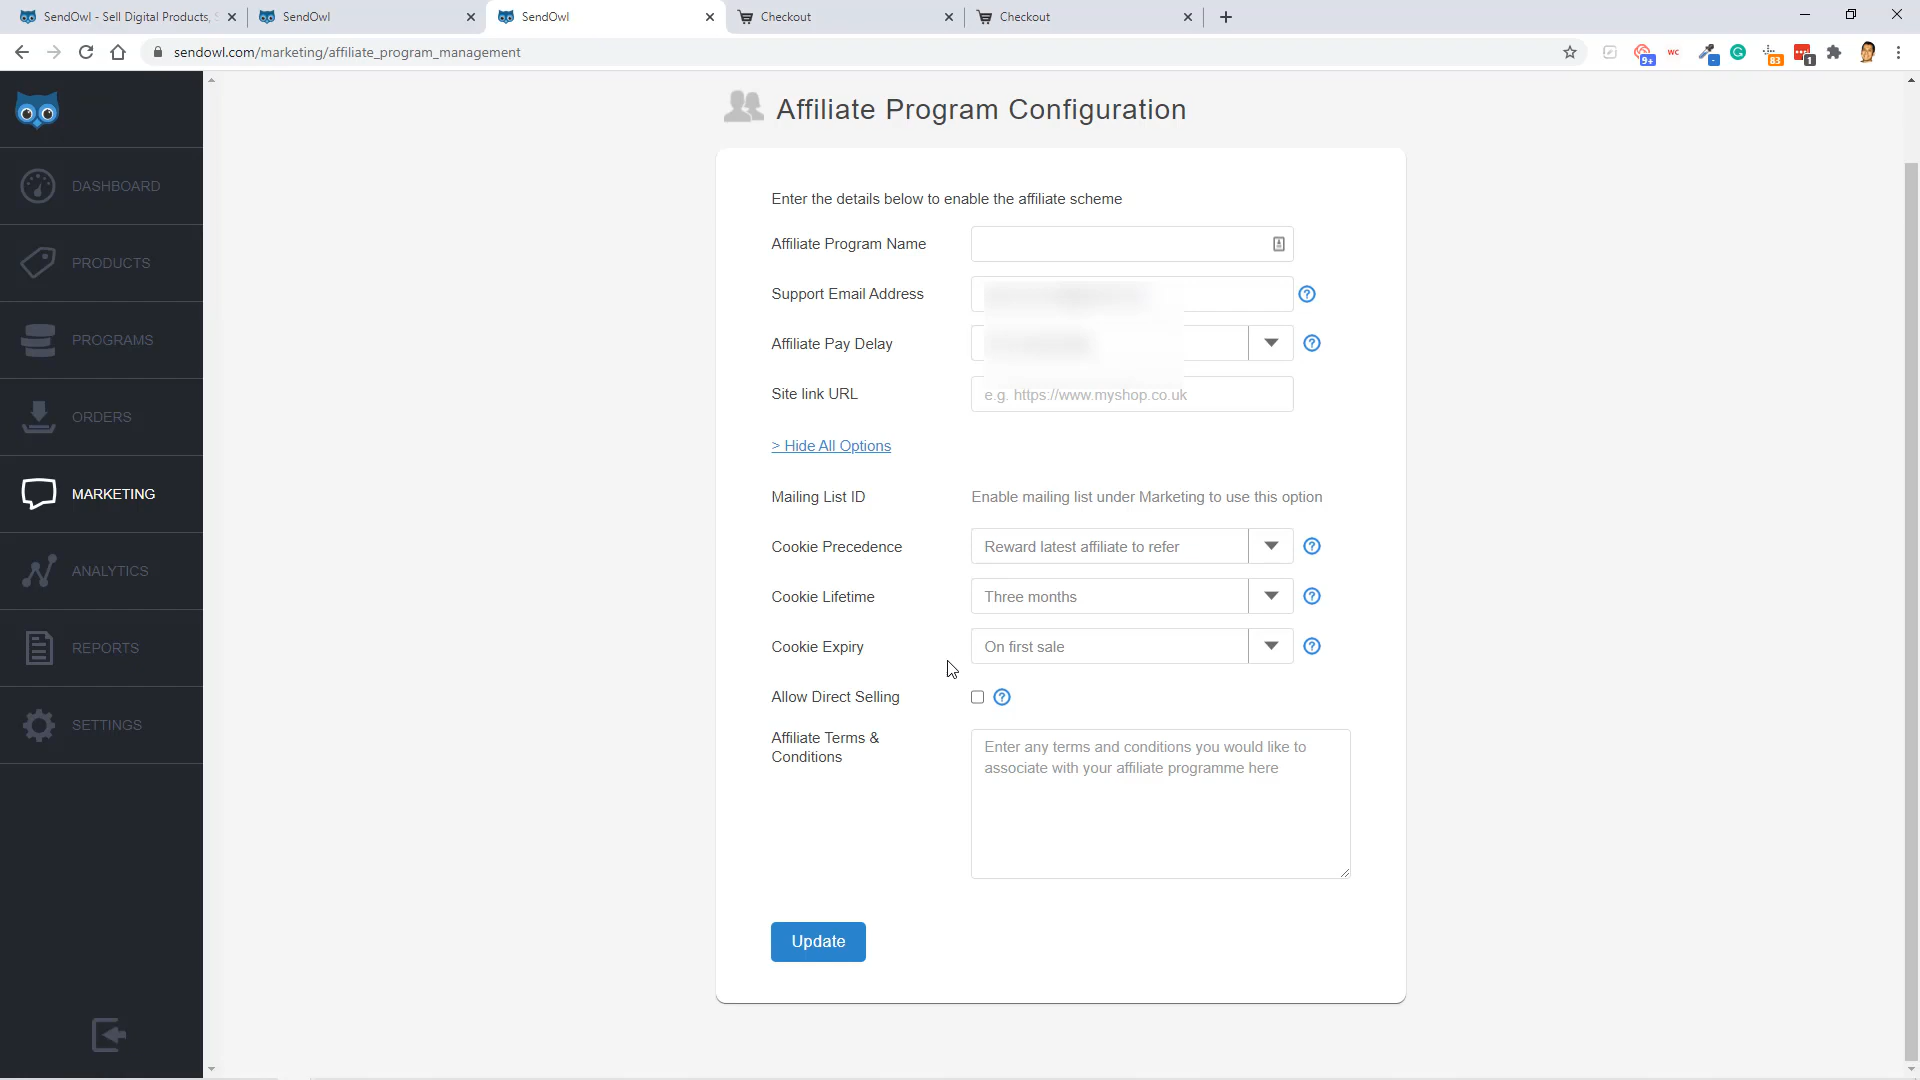 SendOwl - Sell Digital Products, S
SendOwl
SendOwl
Checkout
Checkout
sendowl.com/marketing/affiliate_program_management
WC
9+
83
1
Affiliate Program Configuration
DASHBOARD
PRODUCTS
PROGRAMS
ORDERS
MARKETING
ANALYTICS
REPORTS
SETTINGS
Enter the details below to enable the affiliate scheme
Affiliate Program Name
Support Email Address
Affiliate Pay Delay
Site link URL
e.g. https://www.myshop.co.uk
> Hide All Options
Mailing List ID
Enable mailing list under Marketing to use this option
Cookie Precedence
Reward latest affiliate to refer
Cookie Lifetime
Three months
Cookie Expiry
On first sale
Allow Direct Selling
Affiliate Terms &
Conditions
Enter any terms and conditions you would like to
associate with your affiliate programme here
Update